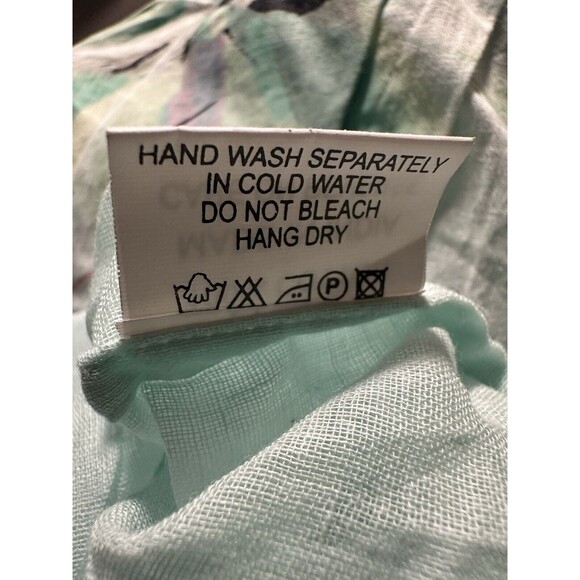 HAND WASH SEPARATELY
IN COLD WATER
DO NOT BLEACH
HANG DRY
P